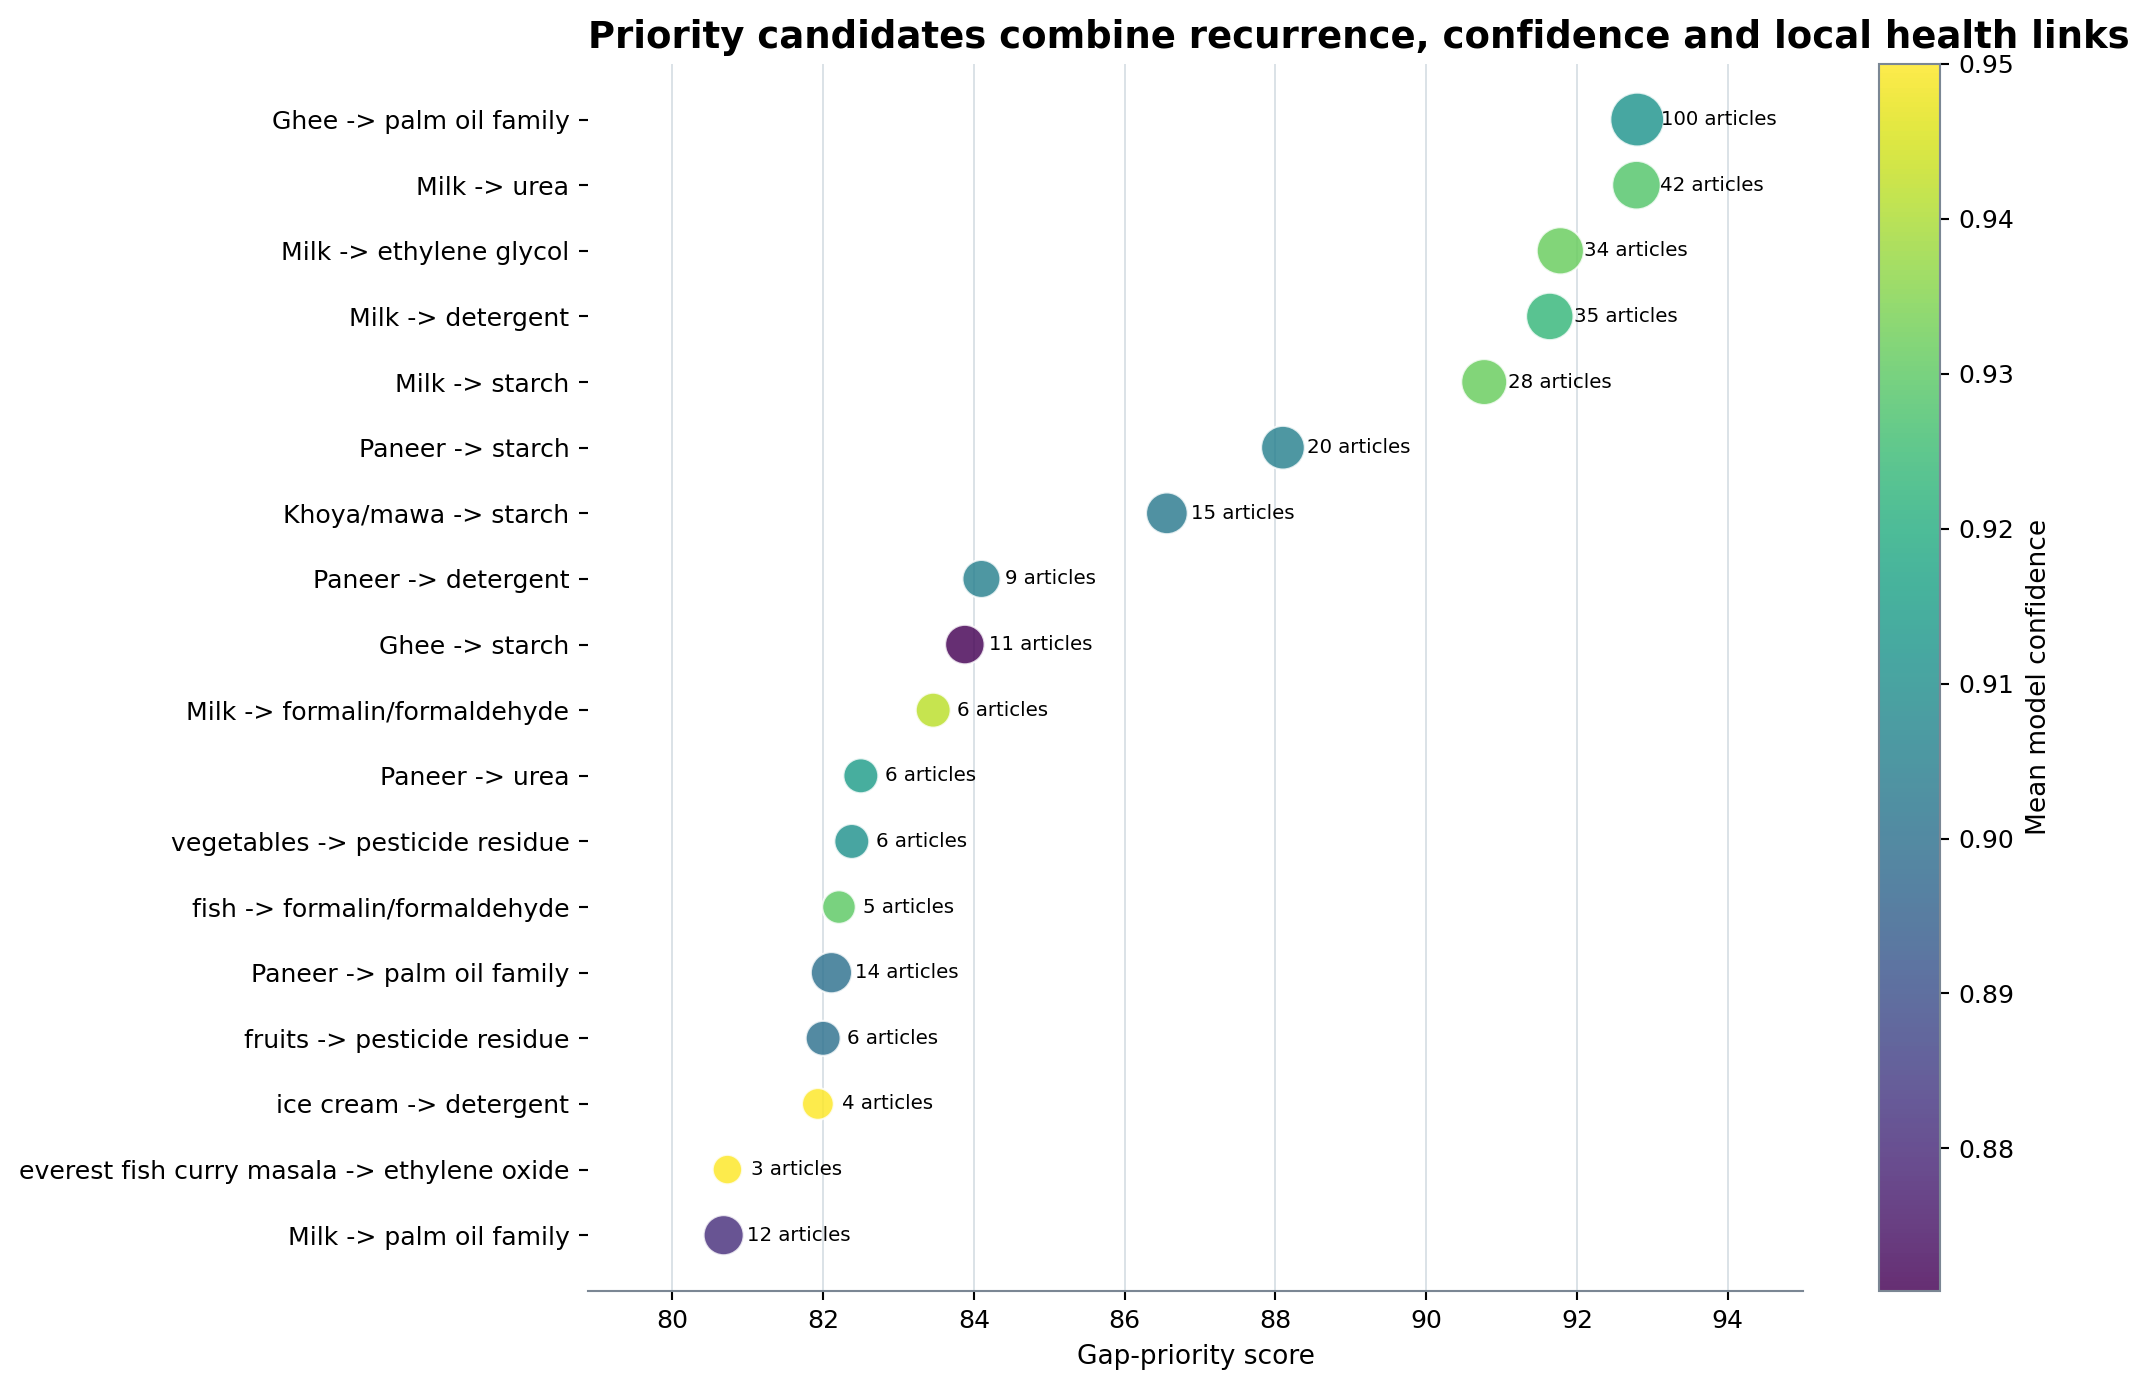 Priority candidates combine recurrence, confidence and local health links
Ghee -> palm oil family
100 articles
Milk -> urea
42 articles
Milk -> ethylene glycol
34 articles
Milk -> detergent
35 articles
Milk -> starch
28 articles
Paneer -> starch
20 articles
Khoya/mawa -> starch
15 articles
Paneer -> detergent
9 articles
Ghee -> starch
11 articles
Milk -> formalin/formaldehyde
6 articles
Paneer -> urea
6 articles
vegetables -> pesticide residue
6 articles
fish -> formalin/formaldehyde
5 articles
Paneer -> palm oil family
14 articles
fruits -> pesticide residue
6 articles
ice cream -> detergent
4 articles
everest fish curry masala -> ethylene oxide
3 articles
Milk -> palm oil family
12 articles
80 82 84 86 88 90 92 94
Gap-priority score
0.95
0.94
0.93
0.92
0.91
0.90
0.89
0.88
Mean model confidence